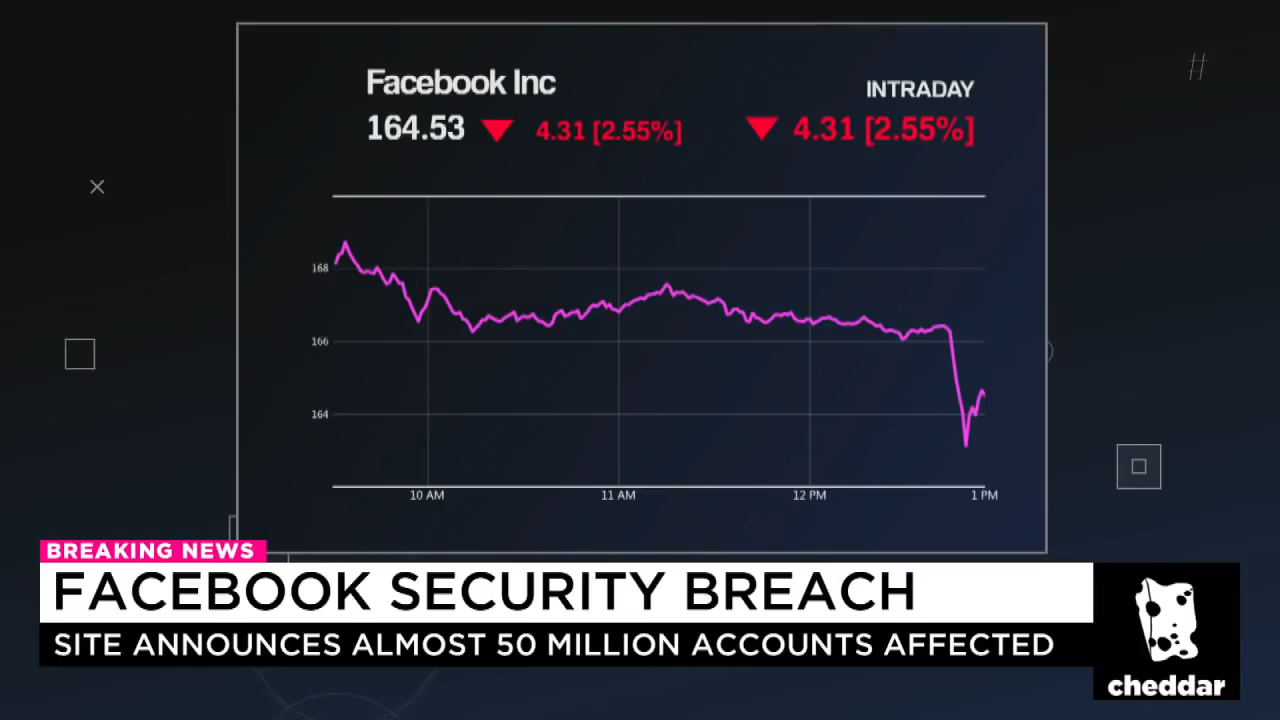 Facebook Inc
INTRADAY
164.53 ▼ 4.31 [2.55%] ▼ 4.31 [2.55%]
168
166
164
10 AM 11 AM 12 PM 1 PM
BREAKING NEWS
FACEBOOK SECURITY BREACH
SITE ANNOUNCES ALMOST 50 MILLION ACCOUNTS AFFECTED
cheddar
#